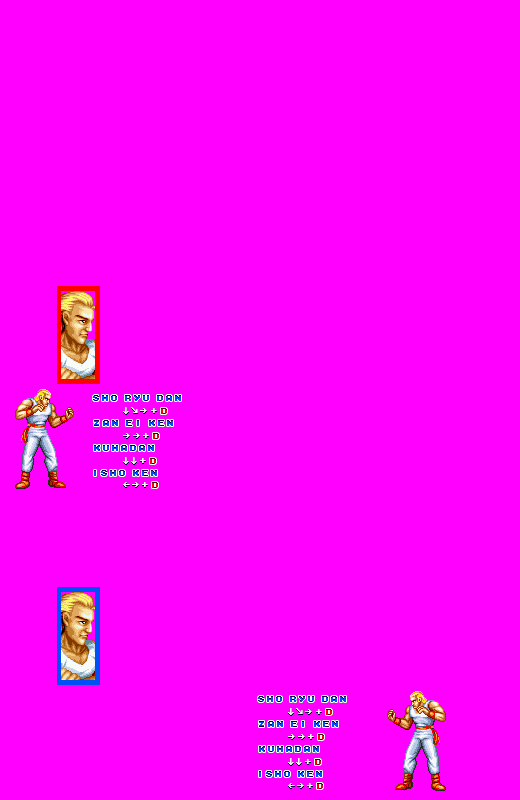 SHO RYU DAN
↓↘→+D
ZAN EI KEN
→→+D
KUHADAN
↓↓+D
ISHO KEN
←→+D
SHO RYU DAN
↓↘→+D
ZAN EI KEN
→→+D
KUHADAN
↓↓+D
ISHO KEN
←→+D